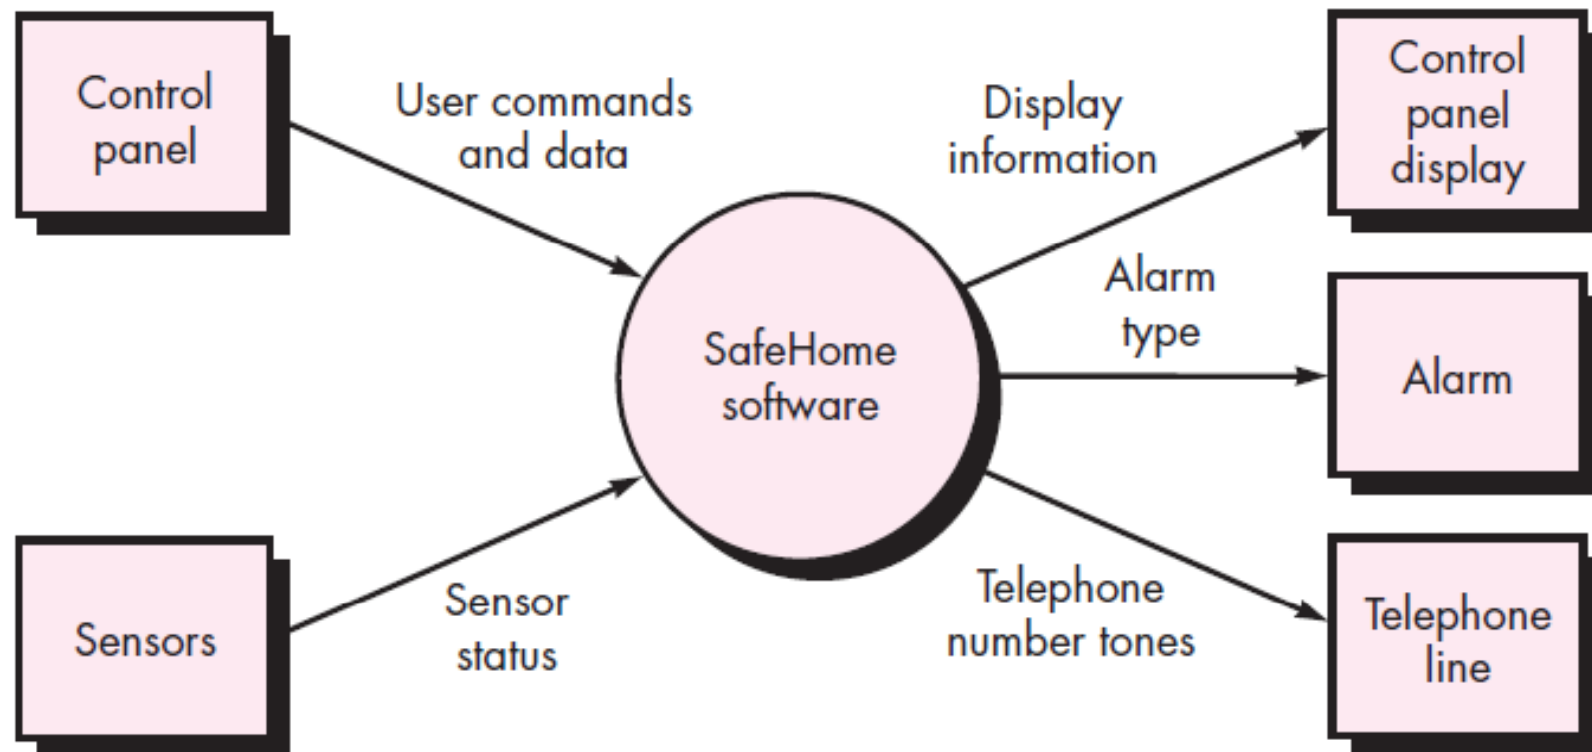 Control
panel
User commands
and data
Display
information
Control
panel
display
SafeHome
software
Alarm
type
Alarm
Sensors
Sensor
status
Telephone
number tones
Telephone
line